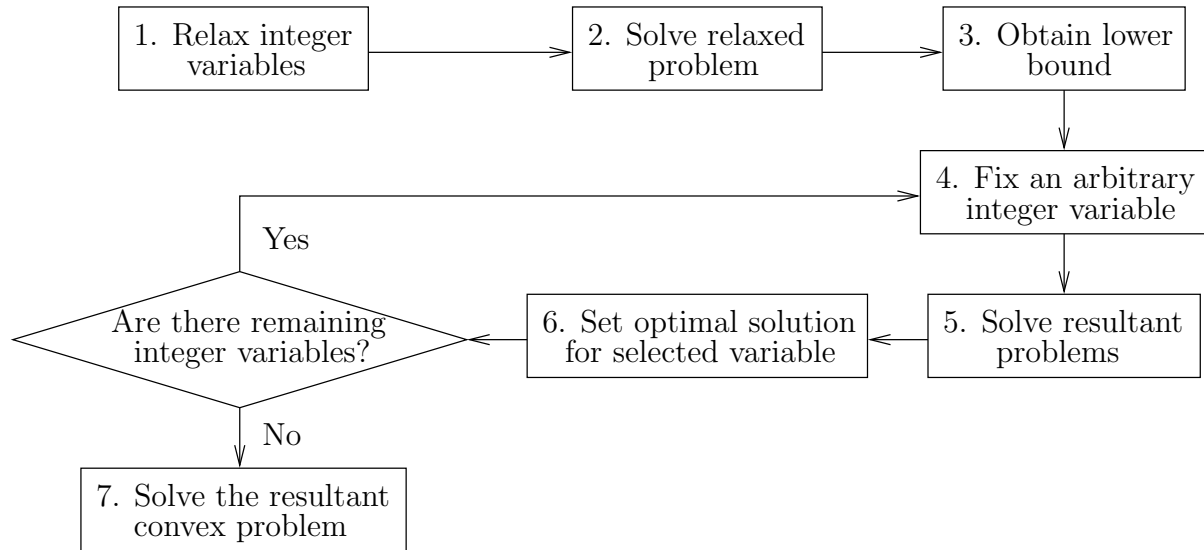 1. Relax integer
variables
2. Solve relaxed
problem
3. Obtain lower
bound
4. Fix an arbitrary
integer variable
Yes
Are there remaining
integer variables?
6. Set optimal solution
for selected variable
5. Solve resultant
problems
No
7. Solve the resultant
convex problem